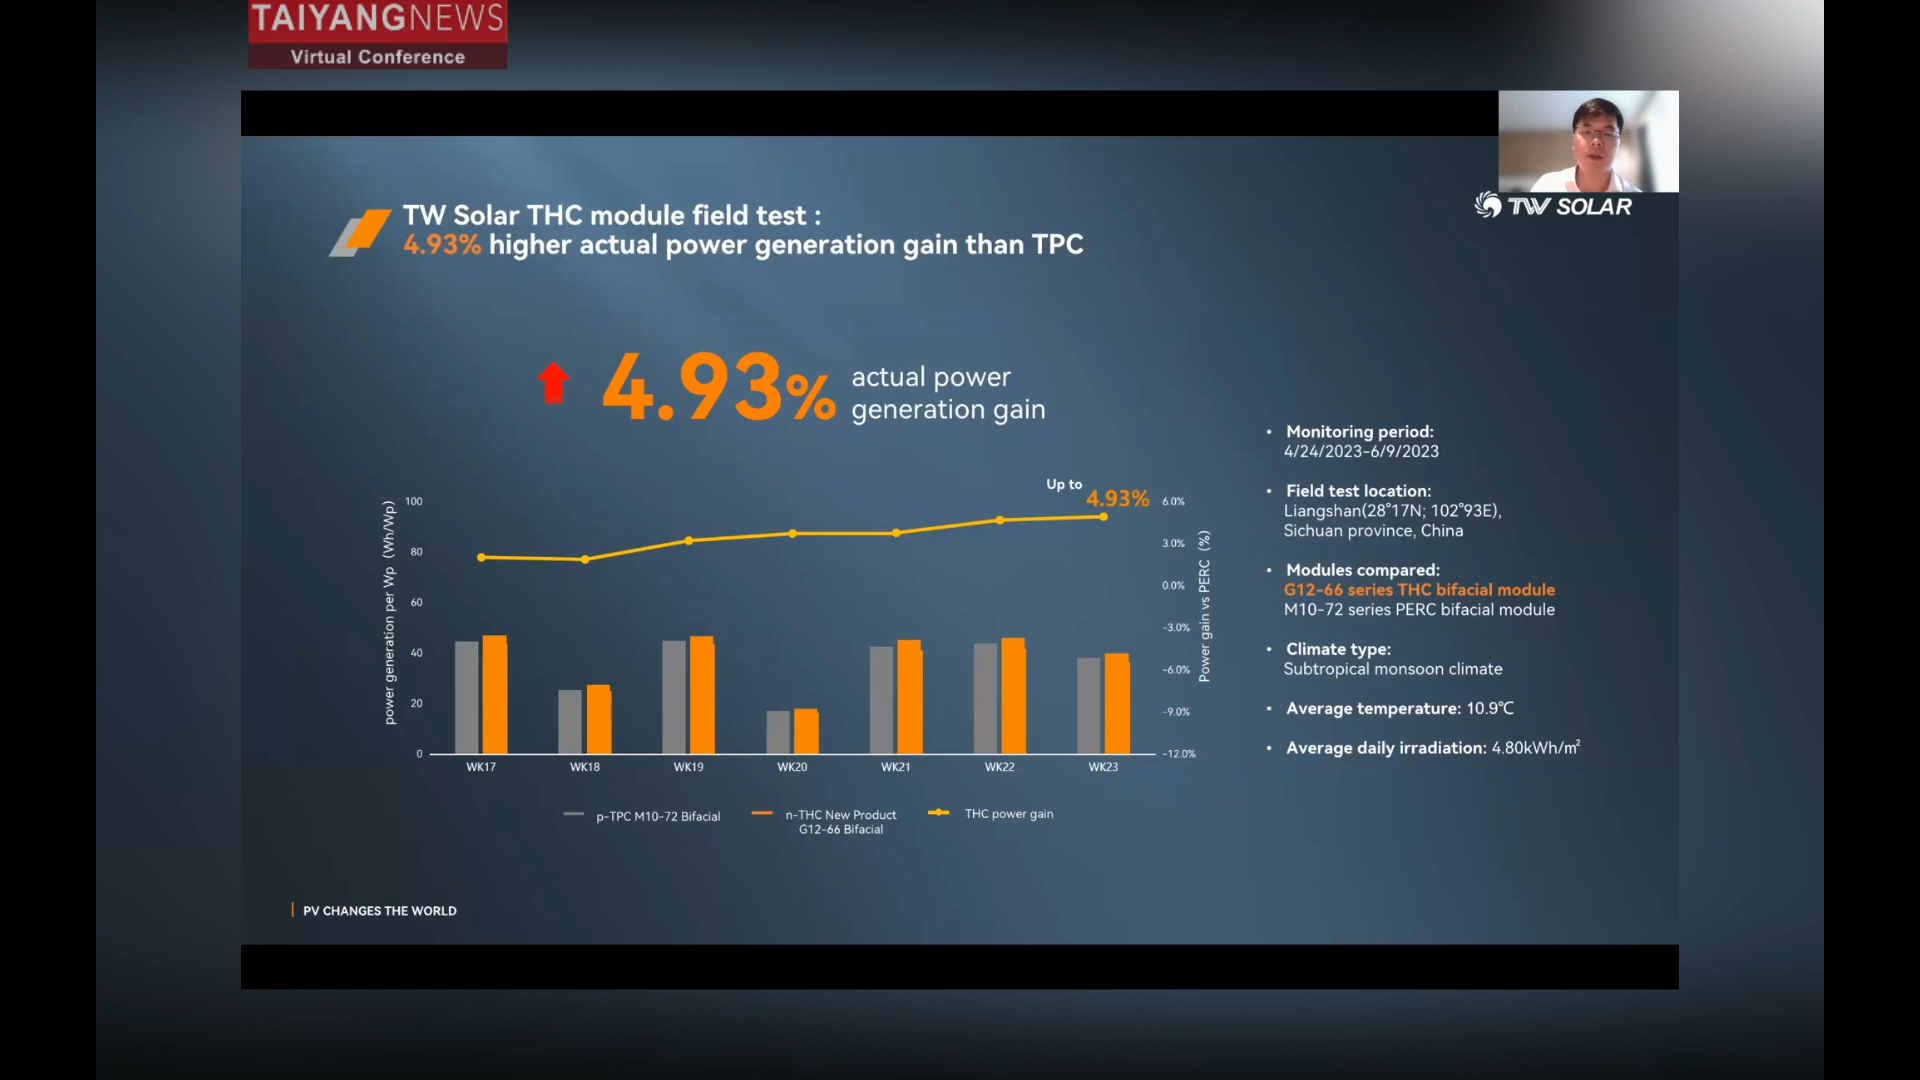 TAIYANGNEWS
Virtual Conference
TW SOLAR
TW Solar THC module field test :
4.93% higher actual power generation gain than TPC
4.93%
actual power
generation gain
Up to
4.93%
power generation per Wp (Wh/Wp)
100
80
60
40
20
0
6.0%
3.0%
0.0%
-3.0%
-6.0%
-9.0%
-12.0%
Power gain vs PERC (%)
WK17 WK18 WK19 WK20 WK21 WK22 WK23
p-TPC M10-72 Bifacial
n-THC New Product
G12-66 Bifacial
THC power gain
• Monitoring period:
4/24/2023-6/9/2023
• Field test location:
Liangshan(28°17N; 102°93E),
Sichuan province, China
• Modules compared:
G12-66 series THC bifacial module
M10-72 series PERC bifacial module
• Climate type:
Subtropical monsoon climate
• Average temperature: 10.9℃
• Average daily irradiation: 4.80kWh/m²
PV CHANGES THE WORLD